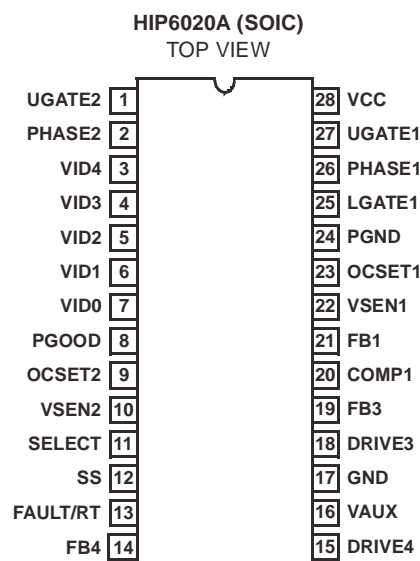 HIP6020A (SOIC)
TOP VIEW
UGATE2 1 28 VCC
PHASE2 2 27 UGATE1
VID4 3 26 PHASE1
VID3 4 25 LGATE1
VID2 5 24 PGND
VID1 6 23 OCSET1
VID0 7 22 VSEN1
PGOOD 8 21 FB1
OCSET2 9 20 COMP1
VSEN2 10 19 FB3
SELECT 11 18 DRIVE3
SS 12 17 GND
FAULT/RT 13 16 VAUX
FB4 14 15 DRIVE4